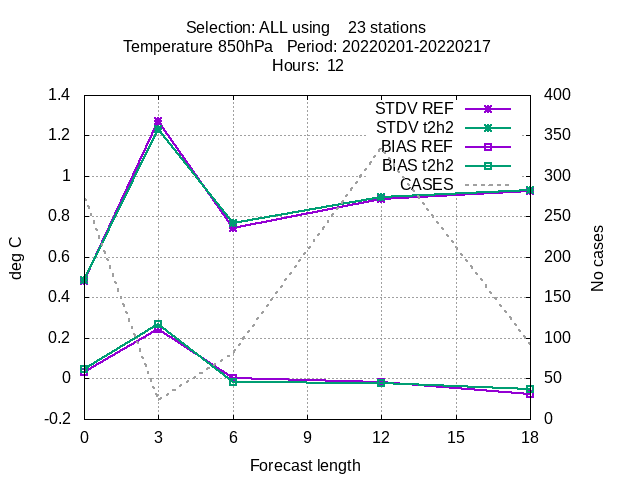 Selection: ALL using 23 stations
Temperature 850hPa Period: 20220201-20220217
Hours: 12
STDV REF
STDV t2h2
BIAS REF
BIAS t2h2
CASES
deg C
1.4
1.2
1
0.8
0.6
0.4
0.2
0
-0.2
400
350
300
250
200
150
100
50
0
No cases
0 3 6 9 12 15 18
Forecast length